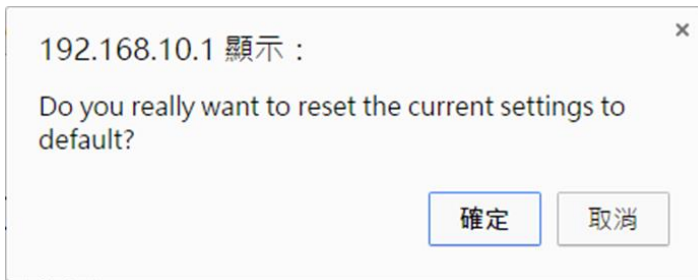 192.168.10.1 顯示：
Do you really want to reset the current settings to
default?
確定
取消